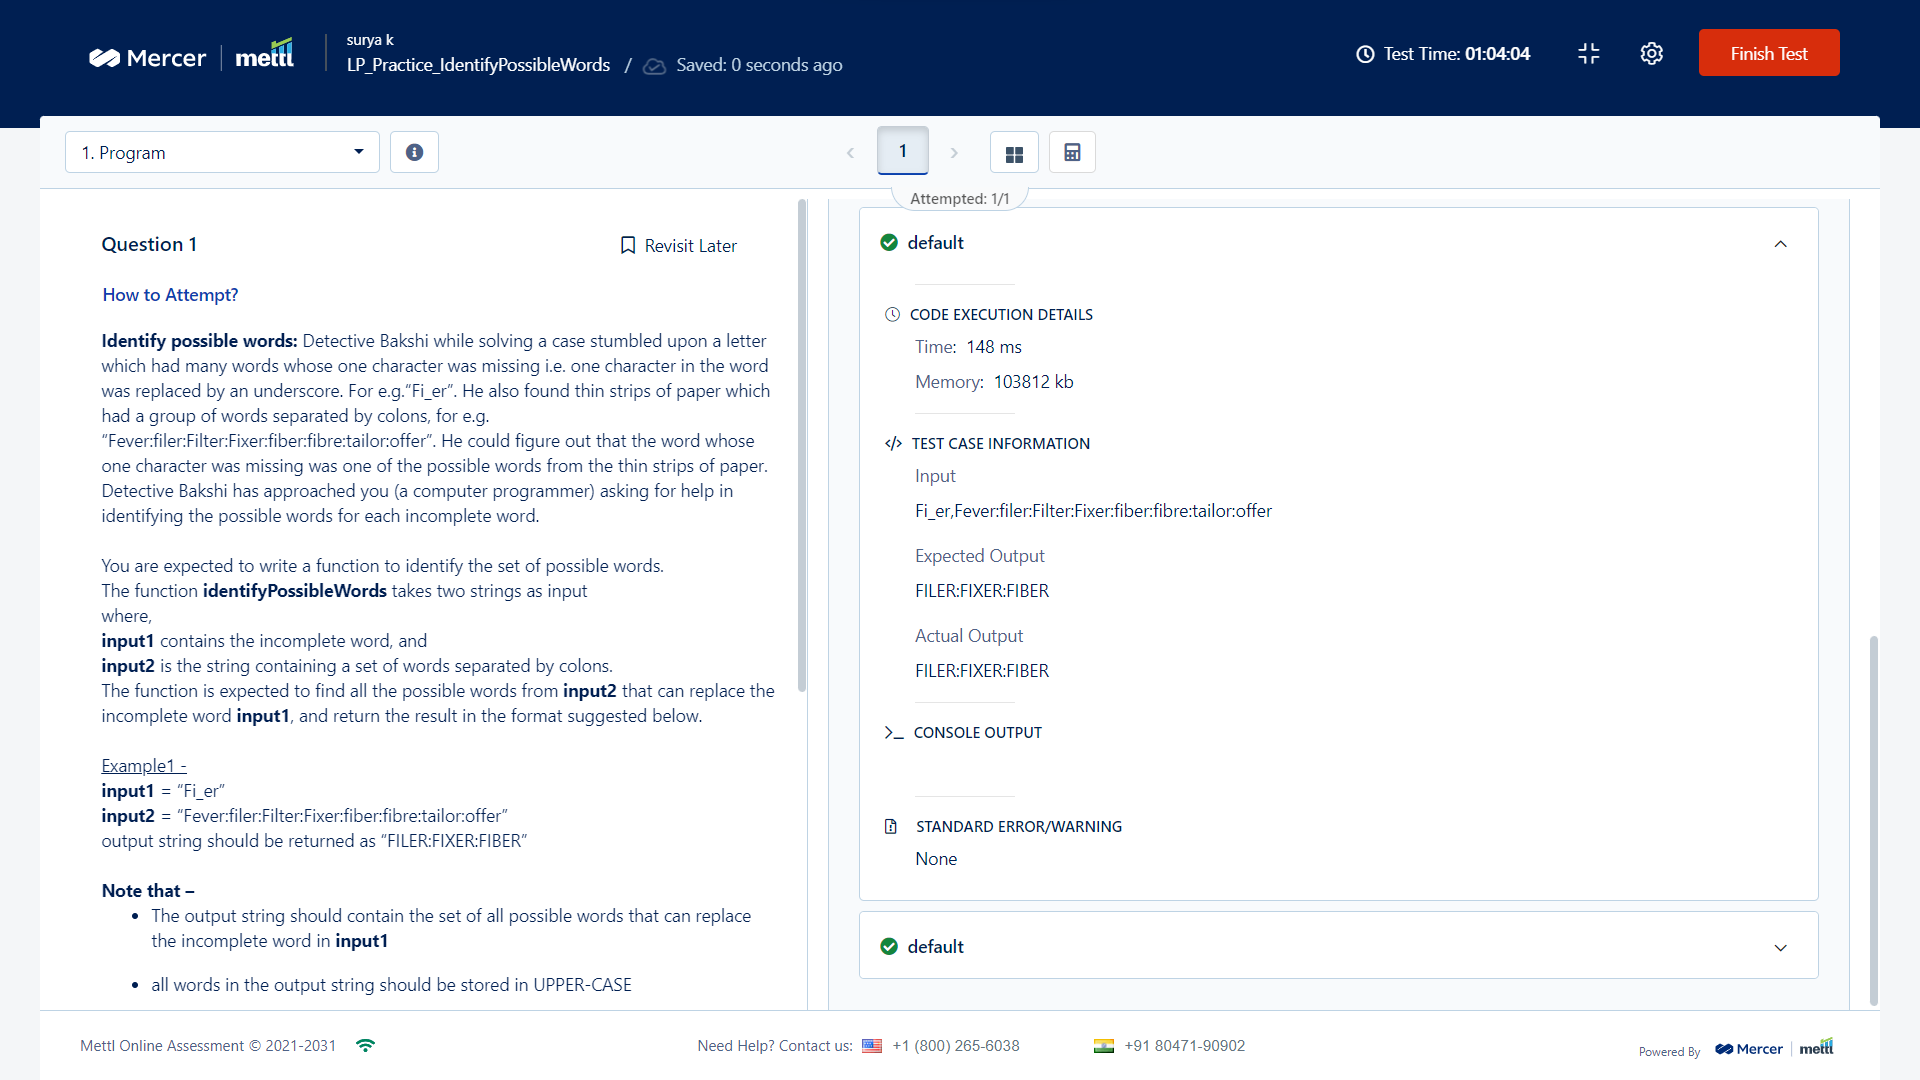 Mercer mettl
surya k
LP_Practice_IdentifyPossibleWords / Saved: 0 seconds ago
Test Time: 01:04:04
Finish Test
1. Program
1
Attempted: 1/1
Question 1
Revisit Later
How to Attempt?
Identify possible words: Detective Bakshi while solving a case stumbled upon a letter
which had many words whose one character was missing i.e. one character in the word
was replaced by an underscore. For e.g.“Fi_er”. He also found thin strips of paper which
had a group of words separated by colons, for e.g.
“Fever:filer:Filter:Fixer:fiber:fibre:tailor:offer”. He could figure out that the word whose
one character was missing was one of the possible words from the thin strips of paper.
Detective Bakshi has approached you (a computer programmer) asking for help in
identifying the possible words for each incomplete word.
You are expected to write a function to identify the set of possible words.
The function identifyPossibleWords takes two strings as input
where,
input1 contains the incomplete word, and
input2 is the string containing a set of words separated by colons.
The function is expected to find all the possible words from input2 that can replace the
incomplete word input1, and return the result in the format suggested below.
Example1 -
input1 = “Fi_er”
input2 = “Fever:filer:Filter:Fixer:fiber:fibre:tailor:offer”
output string should be returned as “FILER:FIXER:FIBER”
Note that –
• The output string should contain the set of all possible words that can replace
the incomplete word in input1
• all words in the output string should be stored in UPPER-CASE
default
CODE EXECUTION DETAILS
Time: 148 ms
Memory: 103812 kb
TEST CASE INFORMATION
Input
Fi_er,Fever:filer:Filter:Fixer:fiber:fibre:tailor:offer
Expected Output
FILER:FIXER:FIBER
Actual Output
FILER:FIXER:FIBER
CONSOLE OUTPUT
STANDARD ERROR/WARNING
None
default
Mettl Online Assessment © 2021-2031
Need Help? Contact us: +1 (800) 265-6038
+91 80471-90902
Powered By Mercer mettl